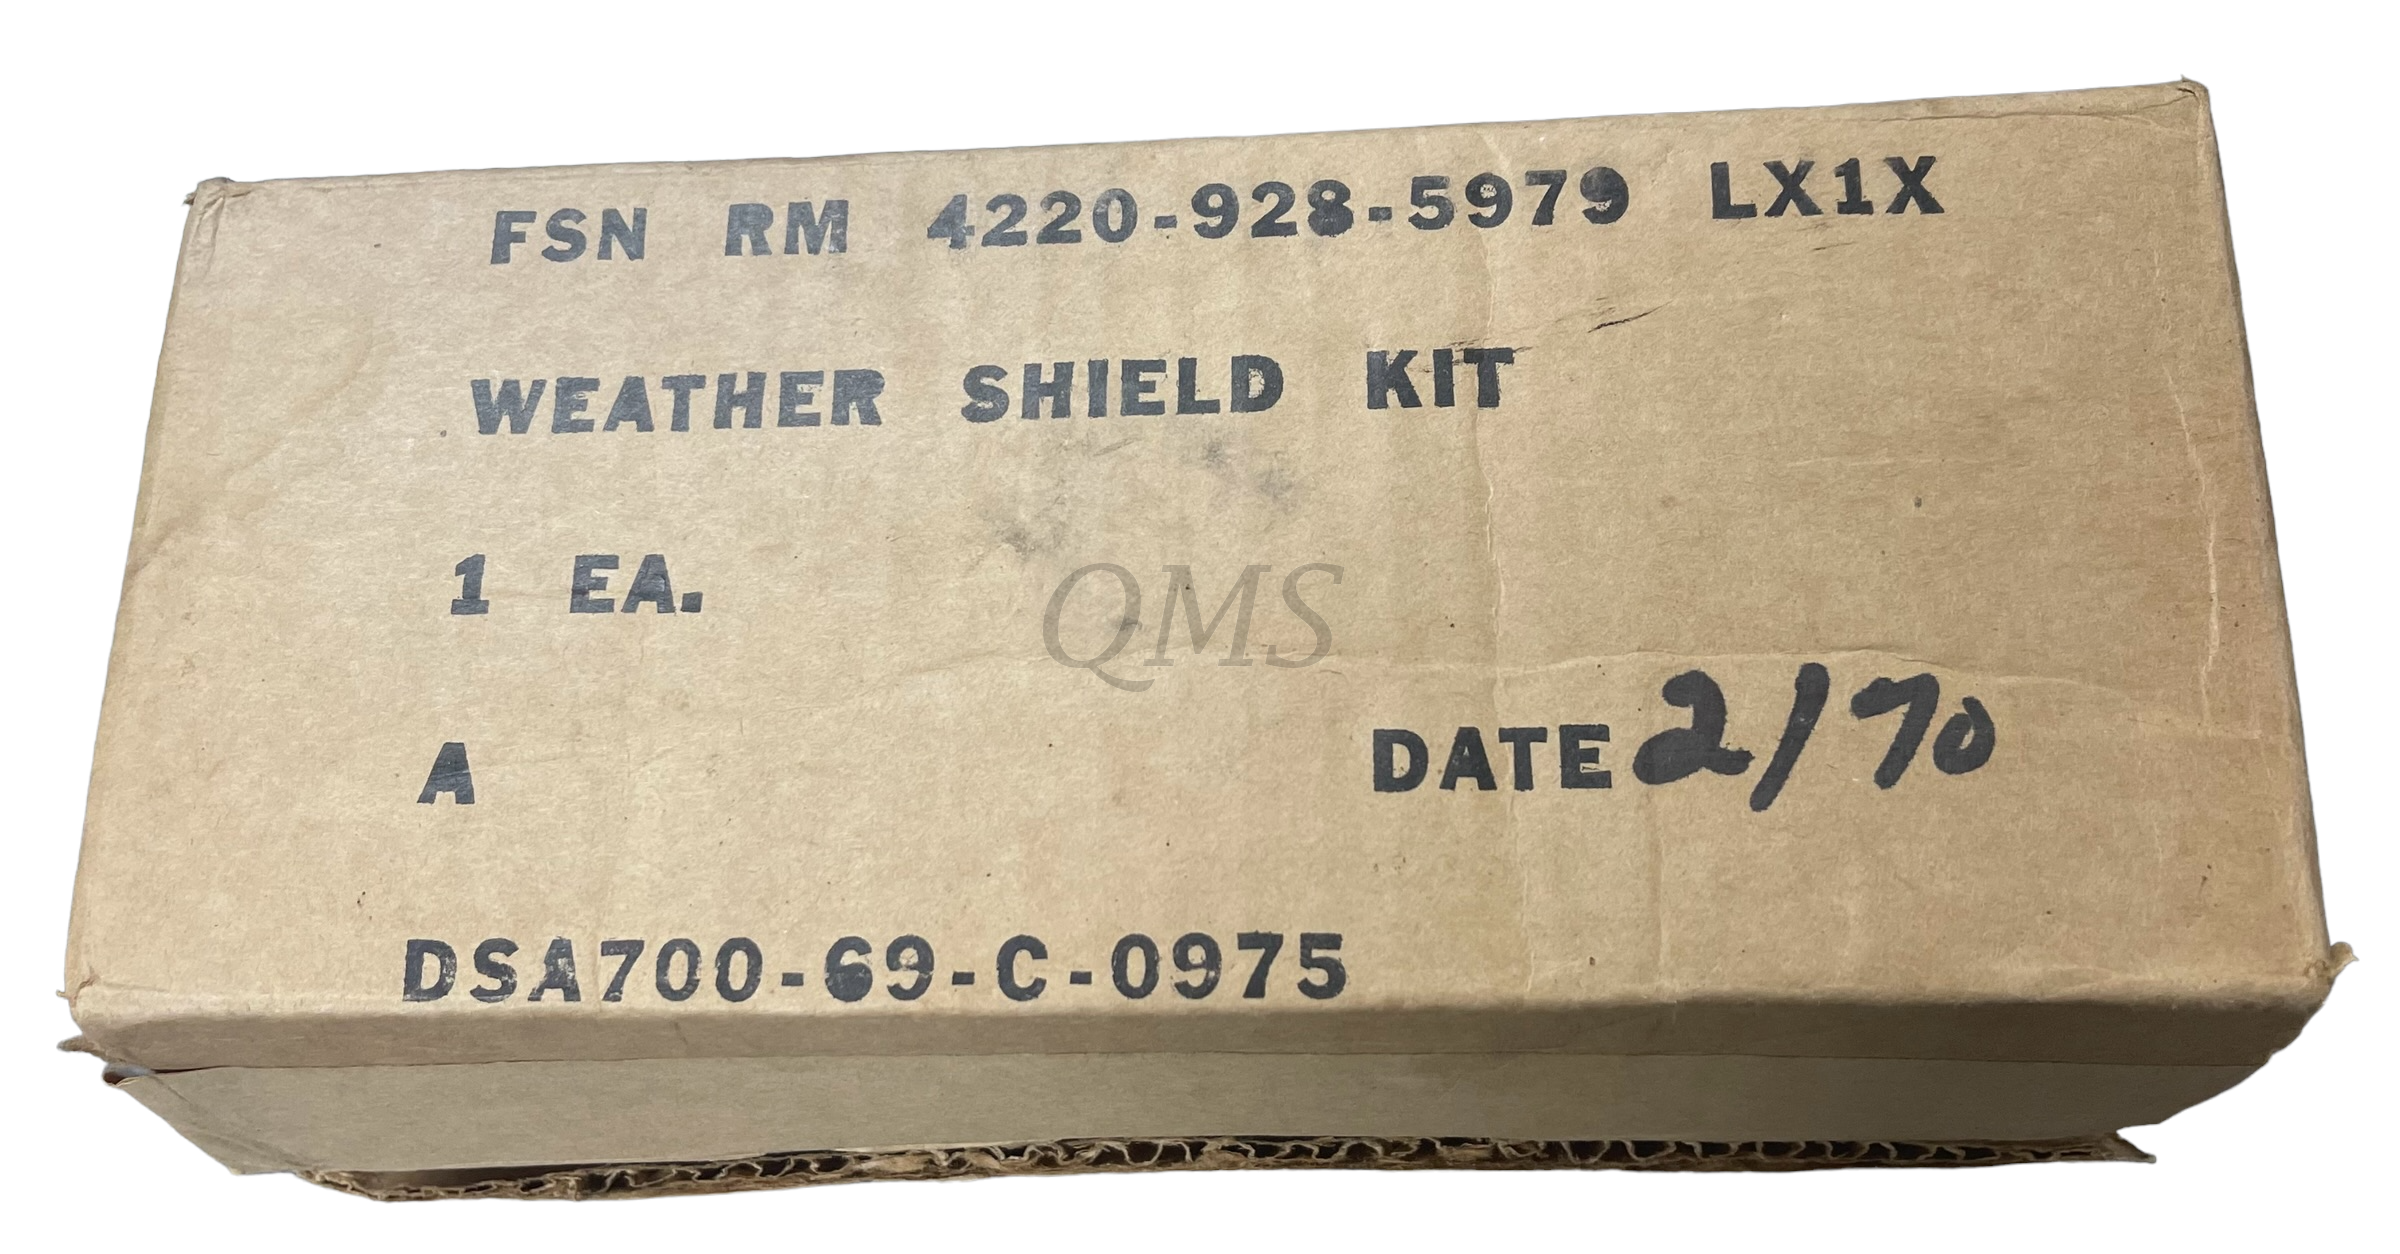 FSN RM 4220-928-5979 LX1X
WEATHER SHIELD KIT
1 EA.
QMS
A DATE 2/70
DSA700-69-C-0975